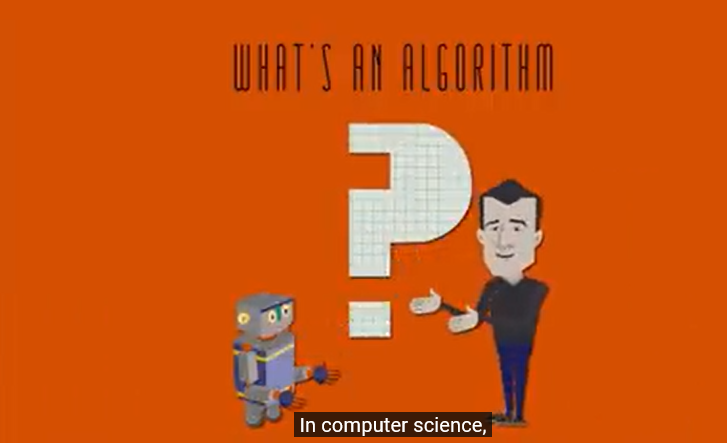 WHAT'S AN ALGORITHM
?
In computer science,